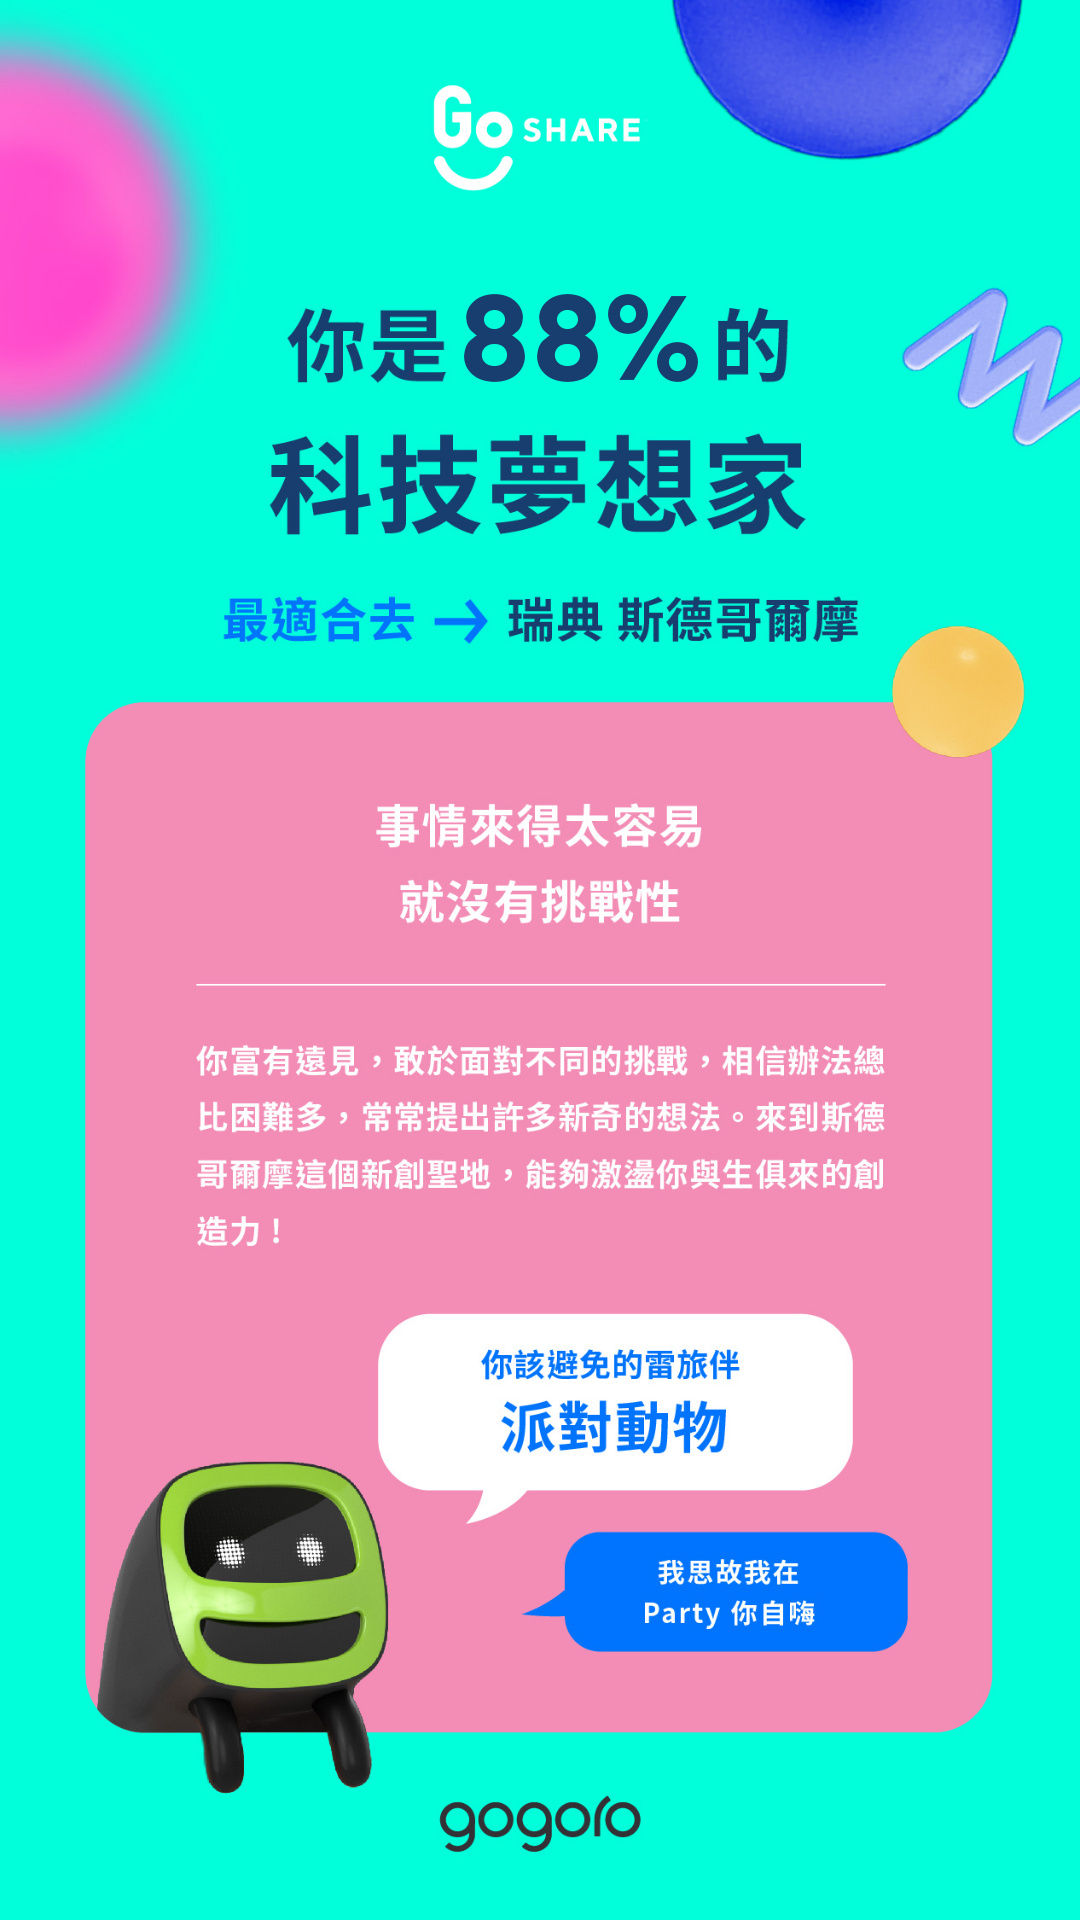 Go SHARE
你是88%的
科技夢想家
最適合去 → 瑞典 斯德哥爾摩
事情來得太容易
就沒有挑戰性
你富有遠見，敢於面對不同的挑戰，相信辦法總
比困難多，常常提出許多新奇的想法。來到斯德
哥爾摩這個新創聖地，能夠激盪你與生俱來的創
造力！
你該避免的雷旅伴
派對動物
我思故我在
Party 你自嗨
gogoro